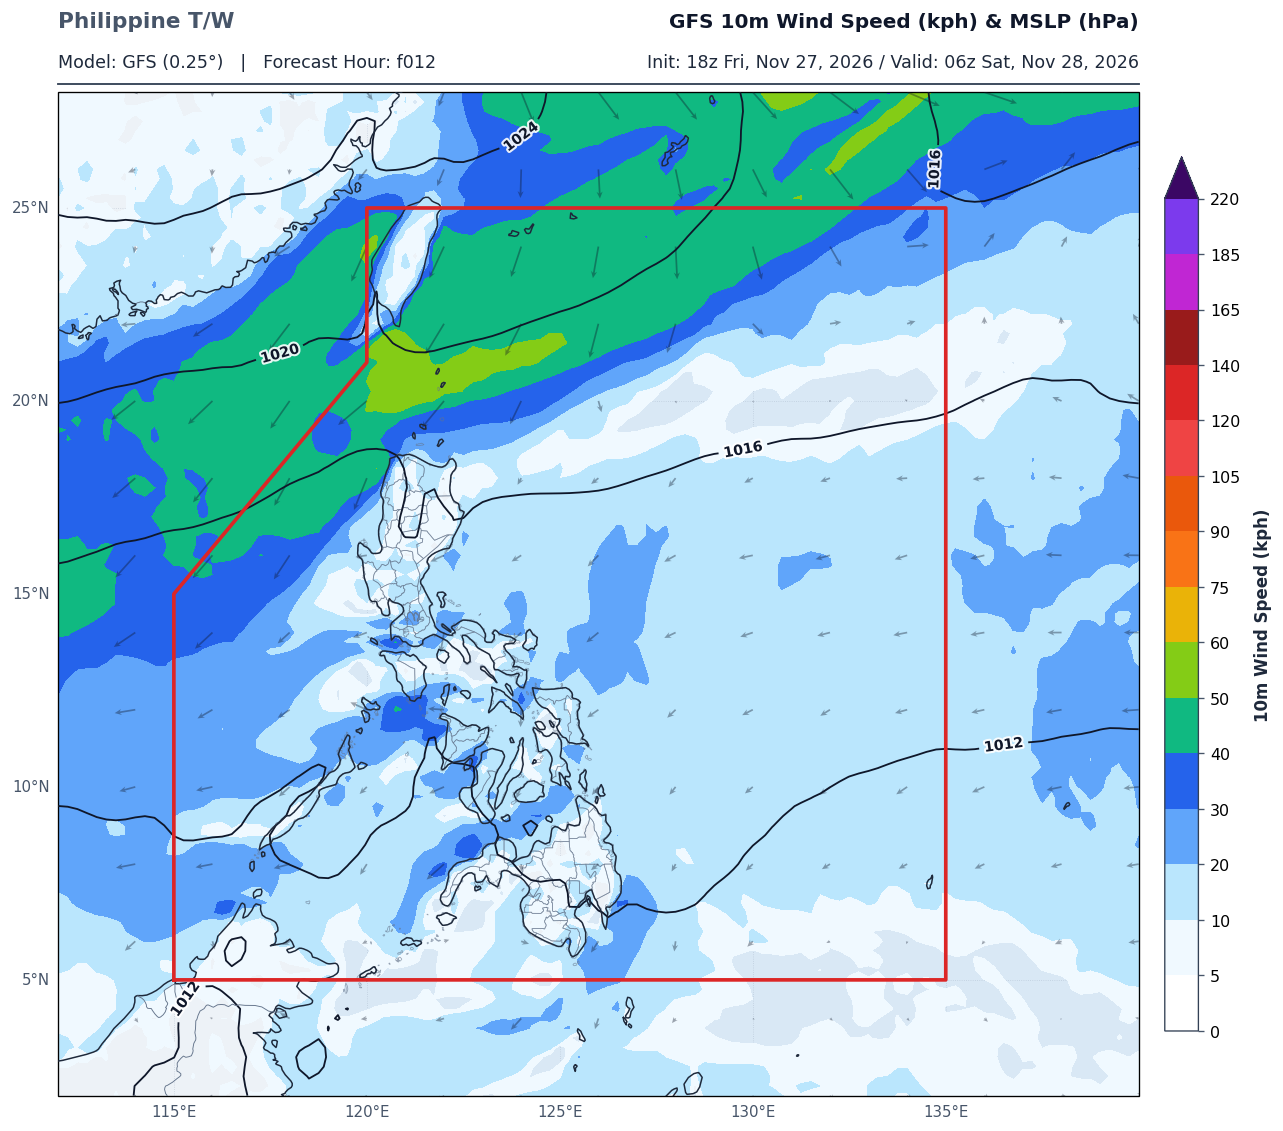 Philippine T/W
GFS 10m Wind Speed (kph) & MSLP (hPa)
Model: GFS (0.25°) | Forecast Hour: f012
Init: 18z Fri, Nov 27, 2026 / Valid: 06z Sat, Nov 28, 2026
1024
1016
25°N
1020
20°N
1016
15°N
1012
10°N
5°N
1012
115°E
120°E
125°E
130°E
135°E
220
185
165
140
120
105
90
75
60
50
40
30
20
10
5
0
10m Wind Speed (kph)